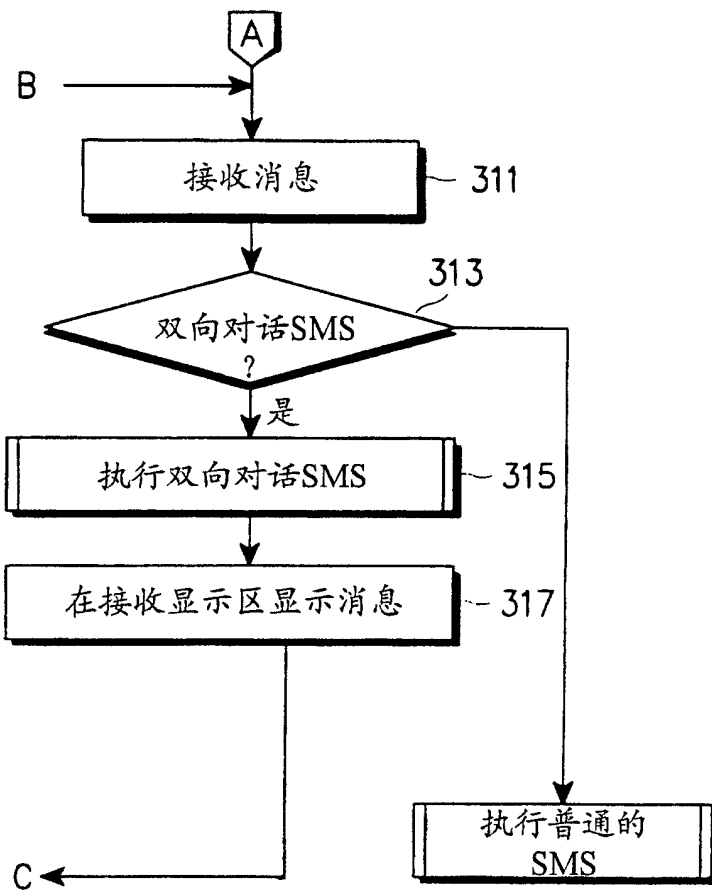 A
B
接收消息
311
313
双向对话SMS
?
是
执行双向对话SMS
315
在接收显示区显示消息
317
执行普通的
SMS
C